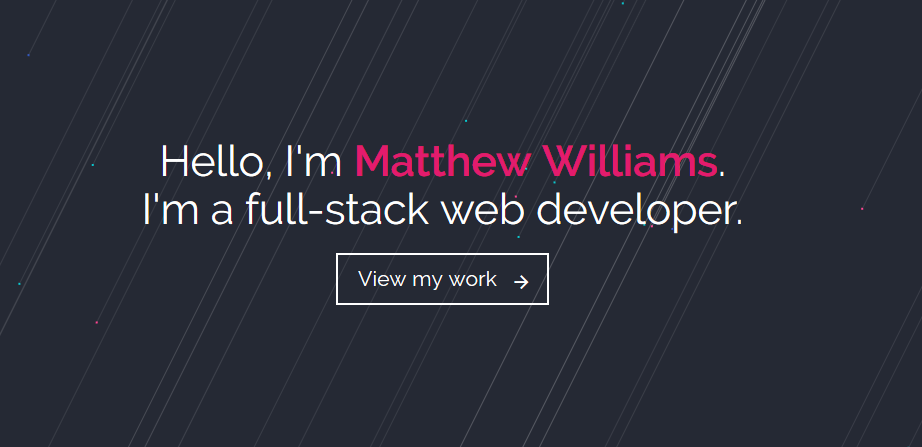 Hello, I'm Matthew Williams.
I'm a full-stack web developer.
View my work →